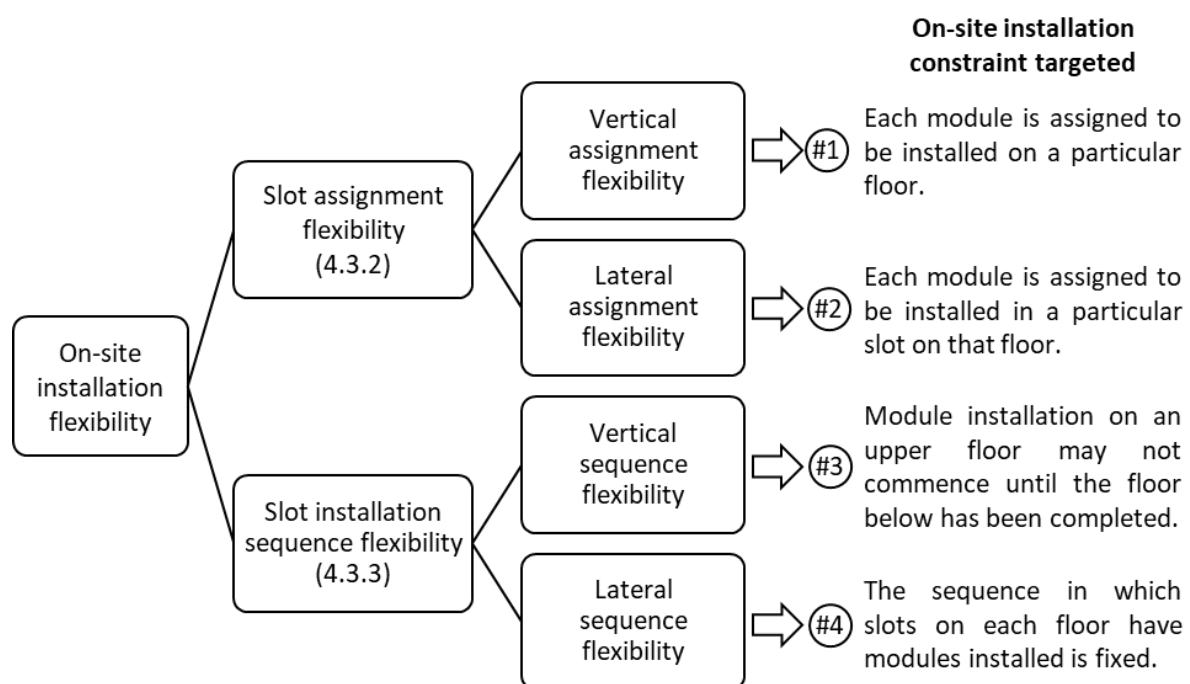 On-site installation
constraint targeted
On-site
installation
flexibility
Slot assignment
flexibility
(4.3.2)
Slot installation
sequence flexibility
(4.3.3)
Vertical
assignment
flexibility
#1
Each module is assigned to
be installed on a particular
floor.
Lateral
assignment
flexibility
#2
Each module is assigned to
be installed in a particular
slot on that floor.
Vertical
sequence
flexibility
#3
Module installation on an
upper floor may not
commence until the floor
below has been completed.
Lateral
sequence
flexibility
#4
The sequence in which
slots on each floor have
modules installed is fixed.